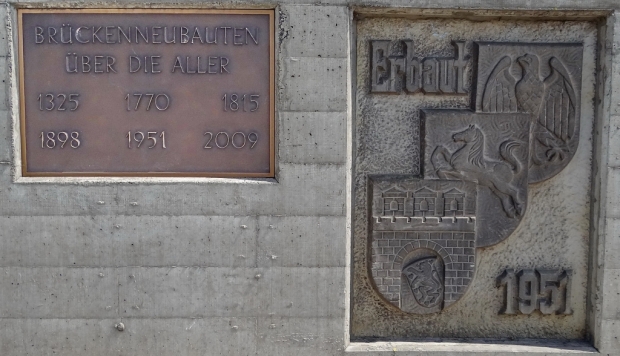 BRÜCKENNEUBAUTEN
ÜBER DIE ALLER
1325 1770 1815
1898 1951 2009
Erbaut
1951